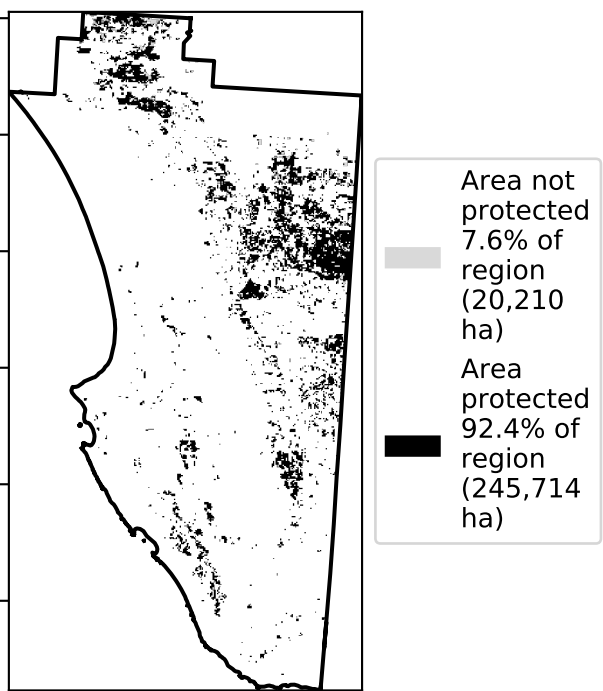 Area not
protected
7.6% of
region
(20,210
ha)
Area
protected
92.4% of
region
(245,714
ha)